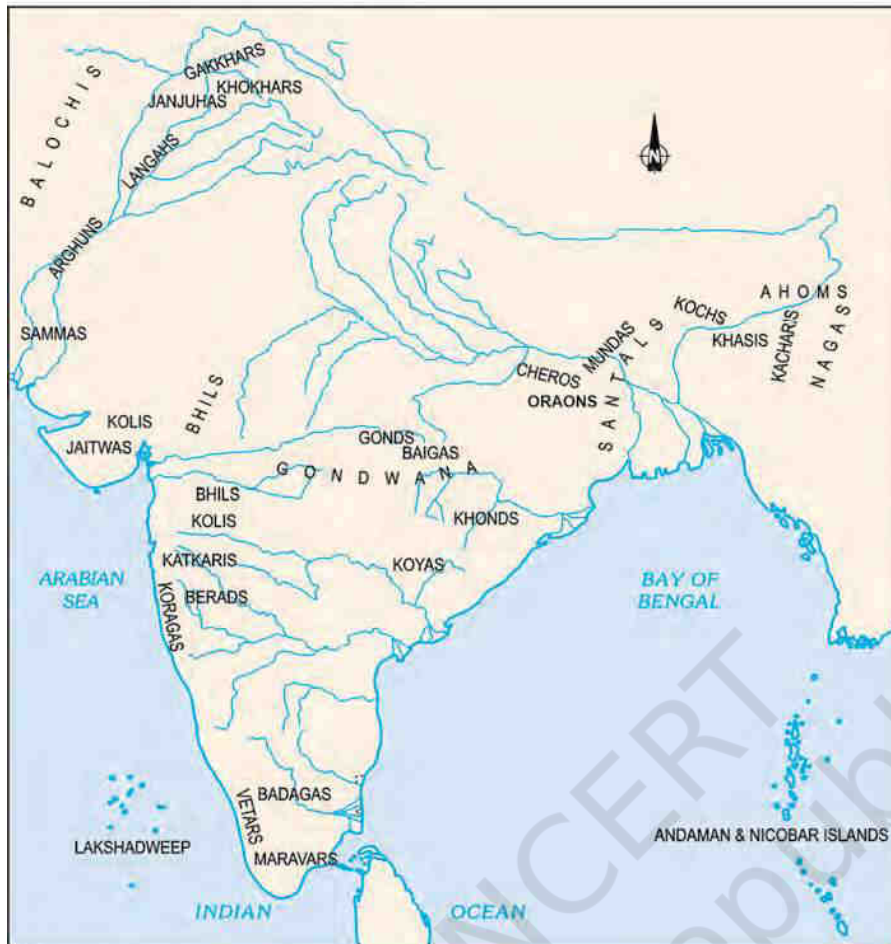 GAKKHARS
KHOKHARS
JANJUHAS
BALOCHIS
LANGAHS
N
ARGHUNS
AHOMS
KOCHS
KHASIS
KACHARIS
NAGAS
SAMMAS
MUNDAS
SANTALS
CHEROS
ORAONS
BHILS
KOLIS
JAITWAS
GONDS
BAIGAS
GONDWANA
BHILS
KOLIS
KHONDS
KATKARIS
KOYAS
BERADS
KORAGAS
ARABIAN
SEA
BAY OF
BENGAL
BADAGAS
VETARS
MARAVARS
LAKSHADWEEP
ANDAMAN & NICOBAR ISLANDS
INDIAN OCEAN
NCERT
republ